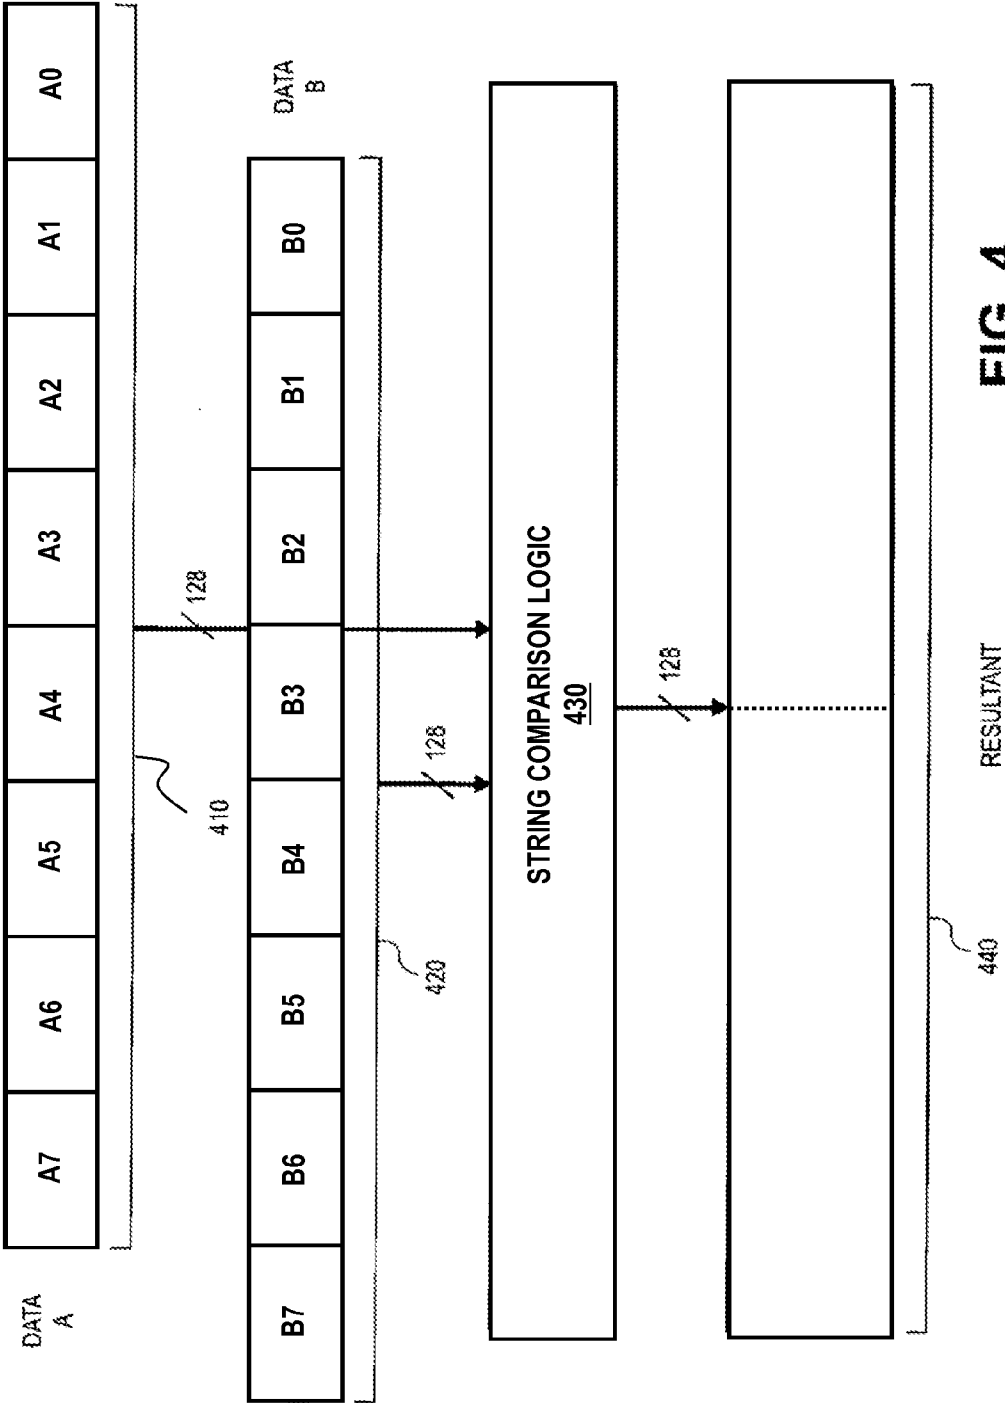 DATA
A
A7 A6 A5 A4 A3 A2 A1 A0
410
128
B7 B6 B5 B4 B3 B2 B1 B0
DATA
B
420
128
STRING COMPARISON LOGIC
430
128
440
RESULTANT
FIG. 4